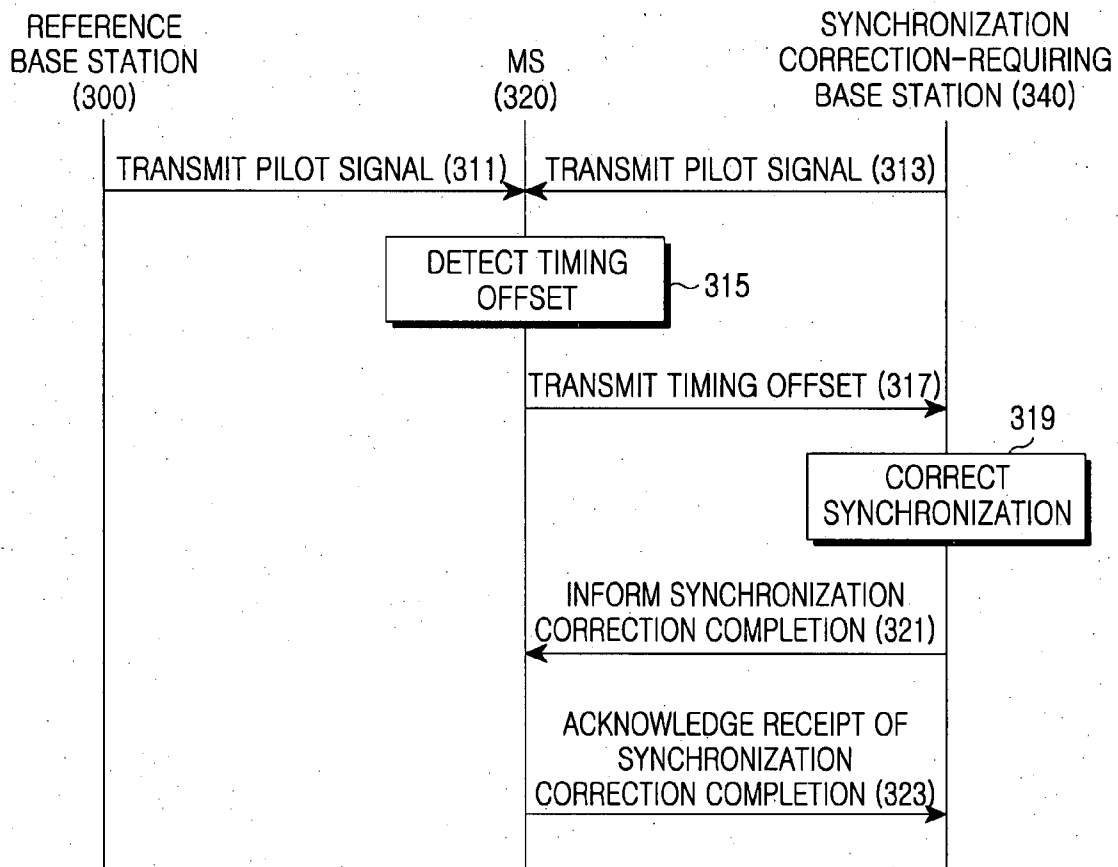 REFERENCE
BASE STATION
(300)
MS
(320)
SYNCHRONIZATION
CORRECTION-REQUIRING
BASE STATION (340)
TRANSMIT PILOT SIGNAL (311)
TRANSMIT PILOT SIGNAL (313)
DETECT TIMING
OFFSET
315
TRANSMIT TIMING OFFSET (317)
319
CORRECT
SYNCHRONIZATION
INFORM SYNCHRONIZATION
CORRECTION COMPLETION (321)
ACKNOWLEDGE RECEIPT OF
SYNCHRONIZATION
CORRECTION COMPLETION (323)